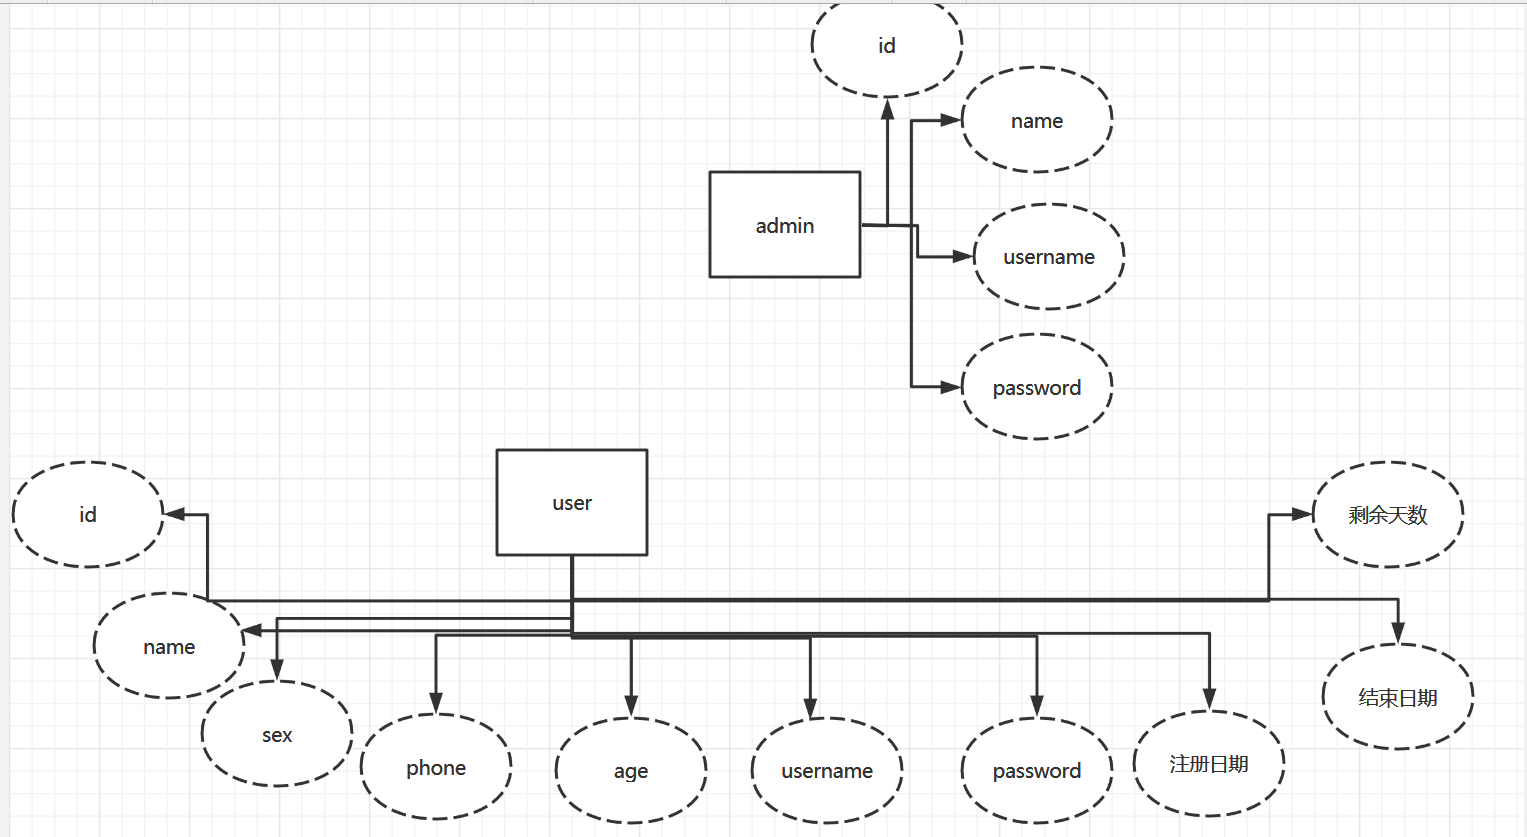 id
name
admin
username
password
user
id
剩余天数
name
结束日期
sex
phone
age
username
password
注册日期